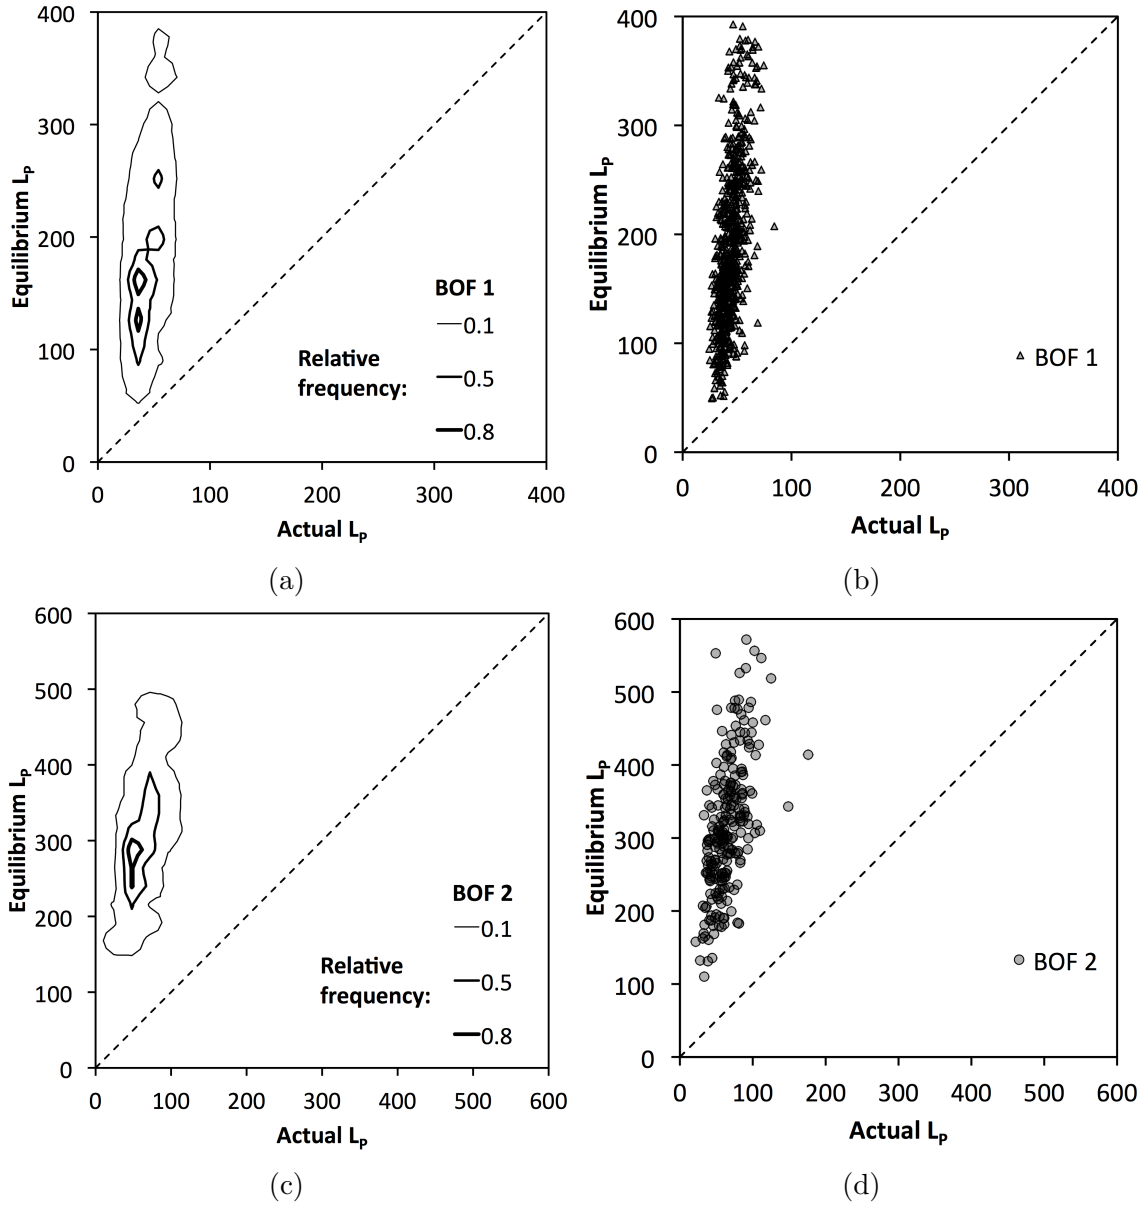 400
300
200
100
0
Equilibrium LP
0 100 200 300 400
Actual LP
BOF 1
0.1
Relative
frequency:
0.5
0.8
(a)
400
300
200
100
0
Equilibrium LP
0 100 200 300 400
Actual LP
BOF 1
(b)
600
500
400
300
200
100
0
Equilibrium LP
0 100 200 300 400 500 600
Actual LP
BOF 2
0.1
Relative
frequency:
0.5
0.8
(c)
600
500
400
300
200
100
0
Equilibrium LP
0 100 200 300 400 500 600
Actual LP
BOF 2
(d)